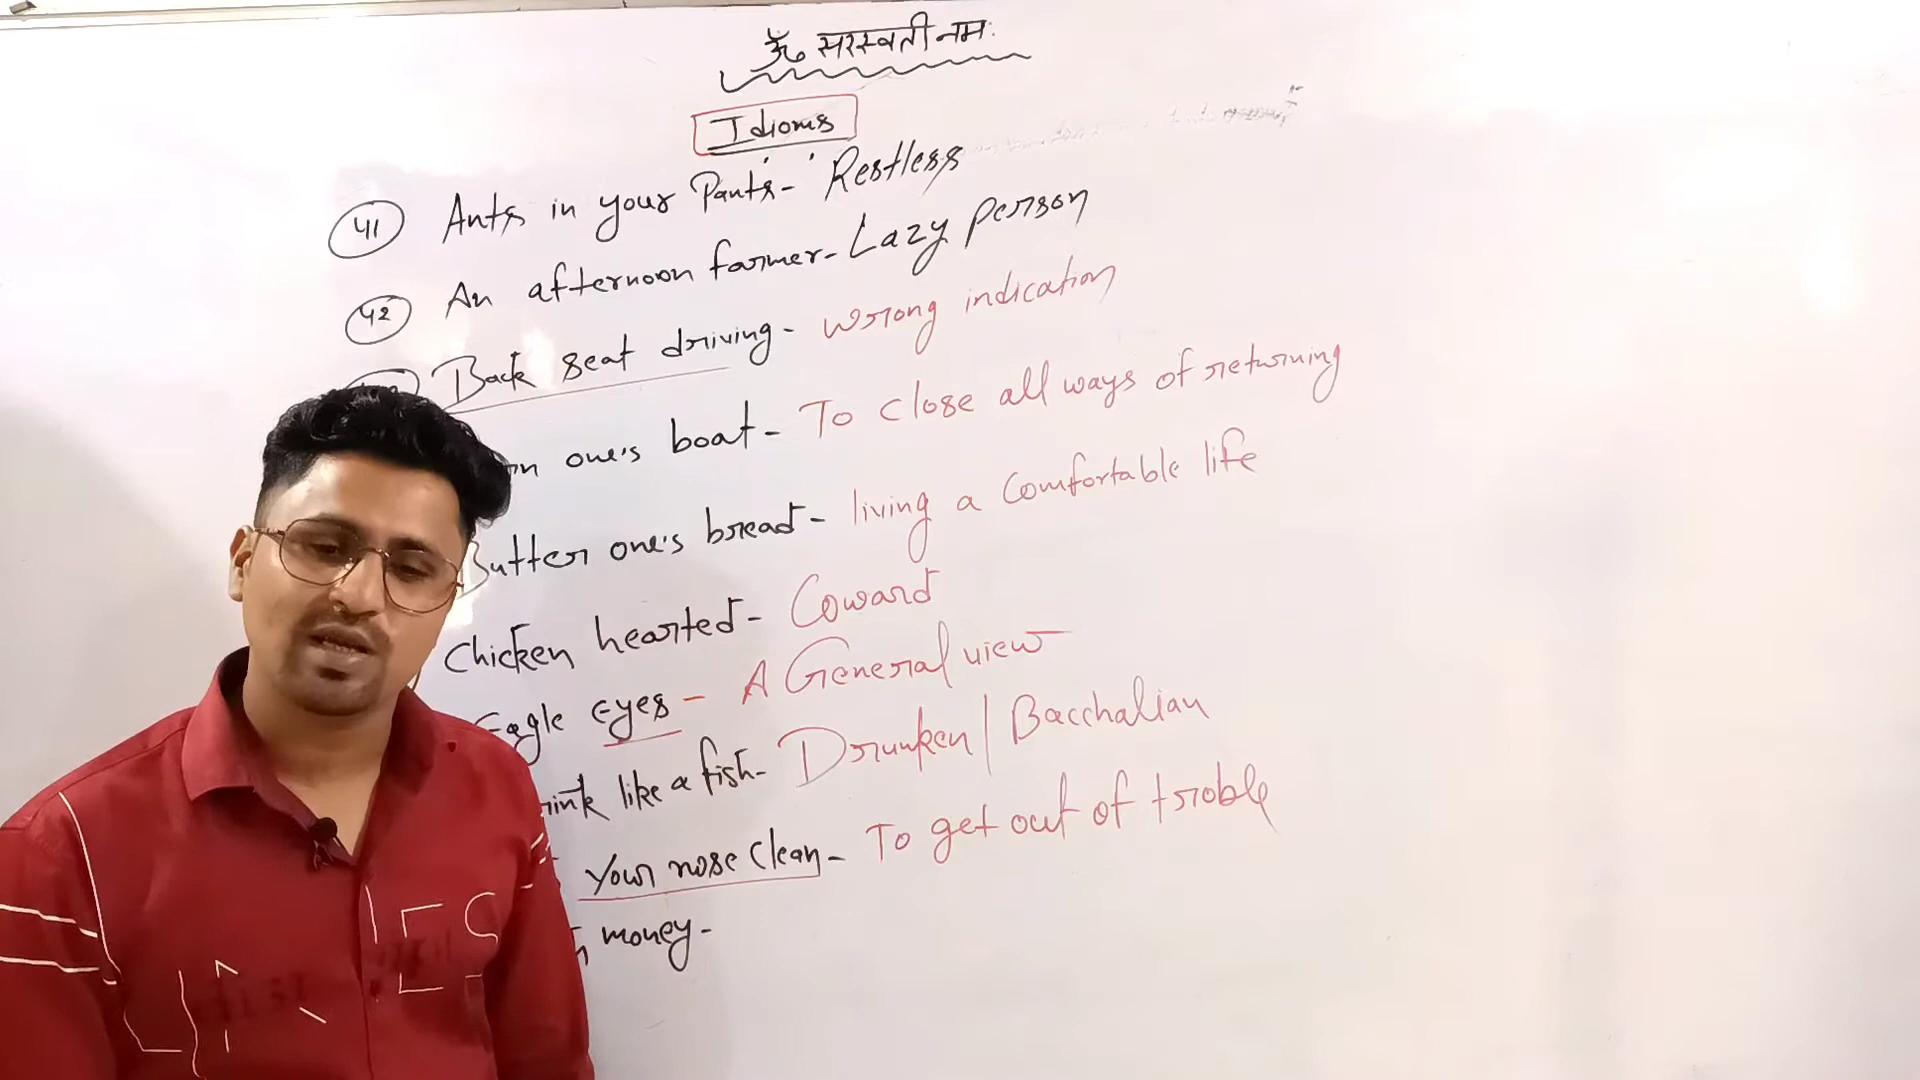 ॐ सरस्वती नमः
Idioms
41 Ants in your Pants - Restless
42 An afternoon farmer - Lazy person
Back seat driving - wrong indication
one's boat - To close all ways of returning
Butter one's bread - living a comfortable life
Chicken hearted - Coward
Eagle eyes - A General view
like a fish - Drunken / Bacchalian
your nose clean - To get out of troble
money -